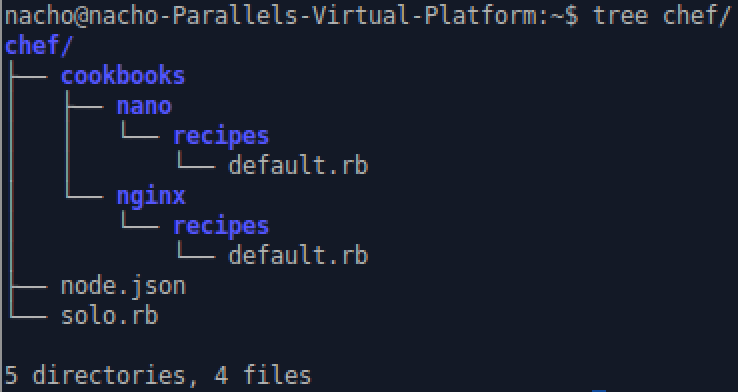 nacho@nacho-Parallels-Virtual-Platform:~$ tree chef/
chef/
├── cookbooks
│   ├── nano
│   │   └── recipes
│   │       └── default.rb
│   └── nginx
│       └── recipes
│           └── default.rb
├── node.json
└── solo.rb

5 directories, 4 files